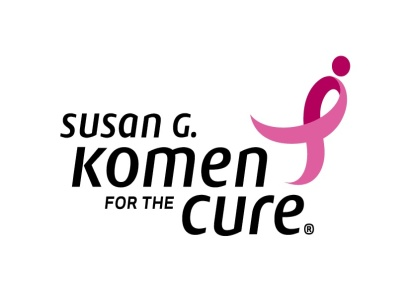 susan G.
komen
FOR THE
cure®